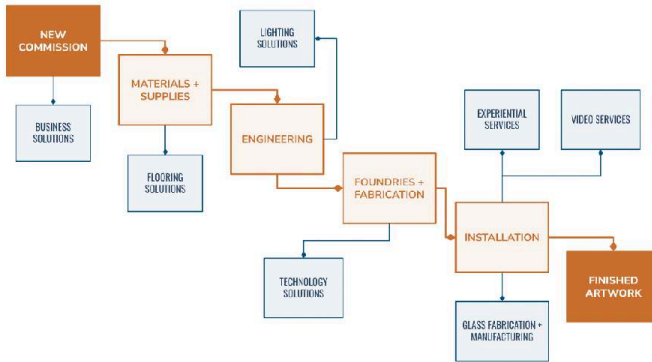 NEW
COMMISSION
LIGHTING
SOLUTIONS
MATERIALS +
SUPPLIES
BUSINESS
SOLUTIONS
ENGINEERING
EXPERIENTIAL
SERVICES
VIDEO SERVICES
FLOORING
SOLUTIONS
FOUNDRIES +
FABRICATION
INSTALLATION
TECHNOLOGY
SOLUTIONS
FINISHED
ARTWORK
GLASS FABRICATION +
MANUFACTURING